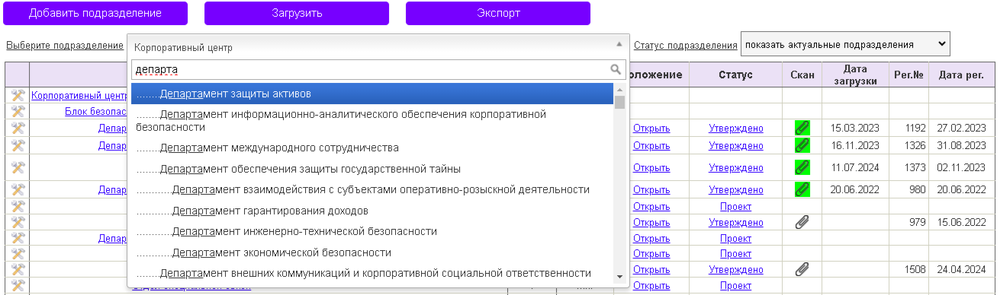 Добавить подразделение Загрузить Экспорт
Выберите подразделение Корпоративный центр Статус подразделения показать актуальные подразделения
департа
оложение Статус Скан Дата загрузки Рег.№ Дата рег.
Корпоративный центр
........Департамент защиты активов
Блок безопас
........Департамент информационно-аналитического обеспечения корпоративной
безопасности
Депар Открыть Утверждено 15.03.2023 1192 27.02.2023
Депар Открыть Утверждено 16.11.2023 1326 31.08.2023
........Департамент международного сотрудничества
........Департамент обеспечения защиты государственной тайны
Открыть Утверждено 11.07.2024 1373 02.11.2023
Депар Открыть Утверждено 20.06.2022 980 20.06.2022
............Департамент взаимодействия с субъектами оперативно-розыскной деятельности
Открыть Проект
............Департамент гарантирования доходов
Открыть Утверждено 979 15.06.2022
............Департамент инженерно-технической безопасности
Депар Открыть Проект
Открыть Проект
............Департамент экономической безопасности
Открыть Утверждено 1508 24.04.2024
........Департамент внешних коммуникаций и корпоративной социальной ответственности
Открыть Проект